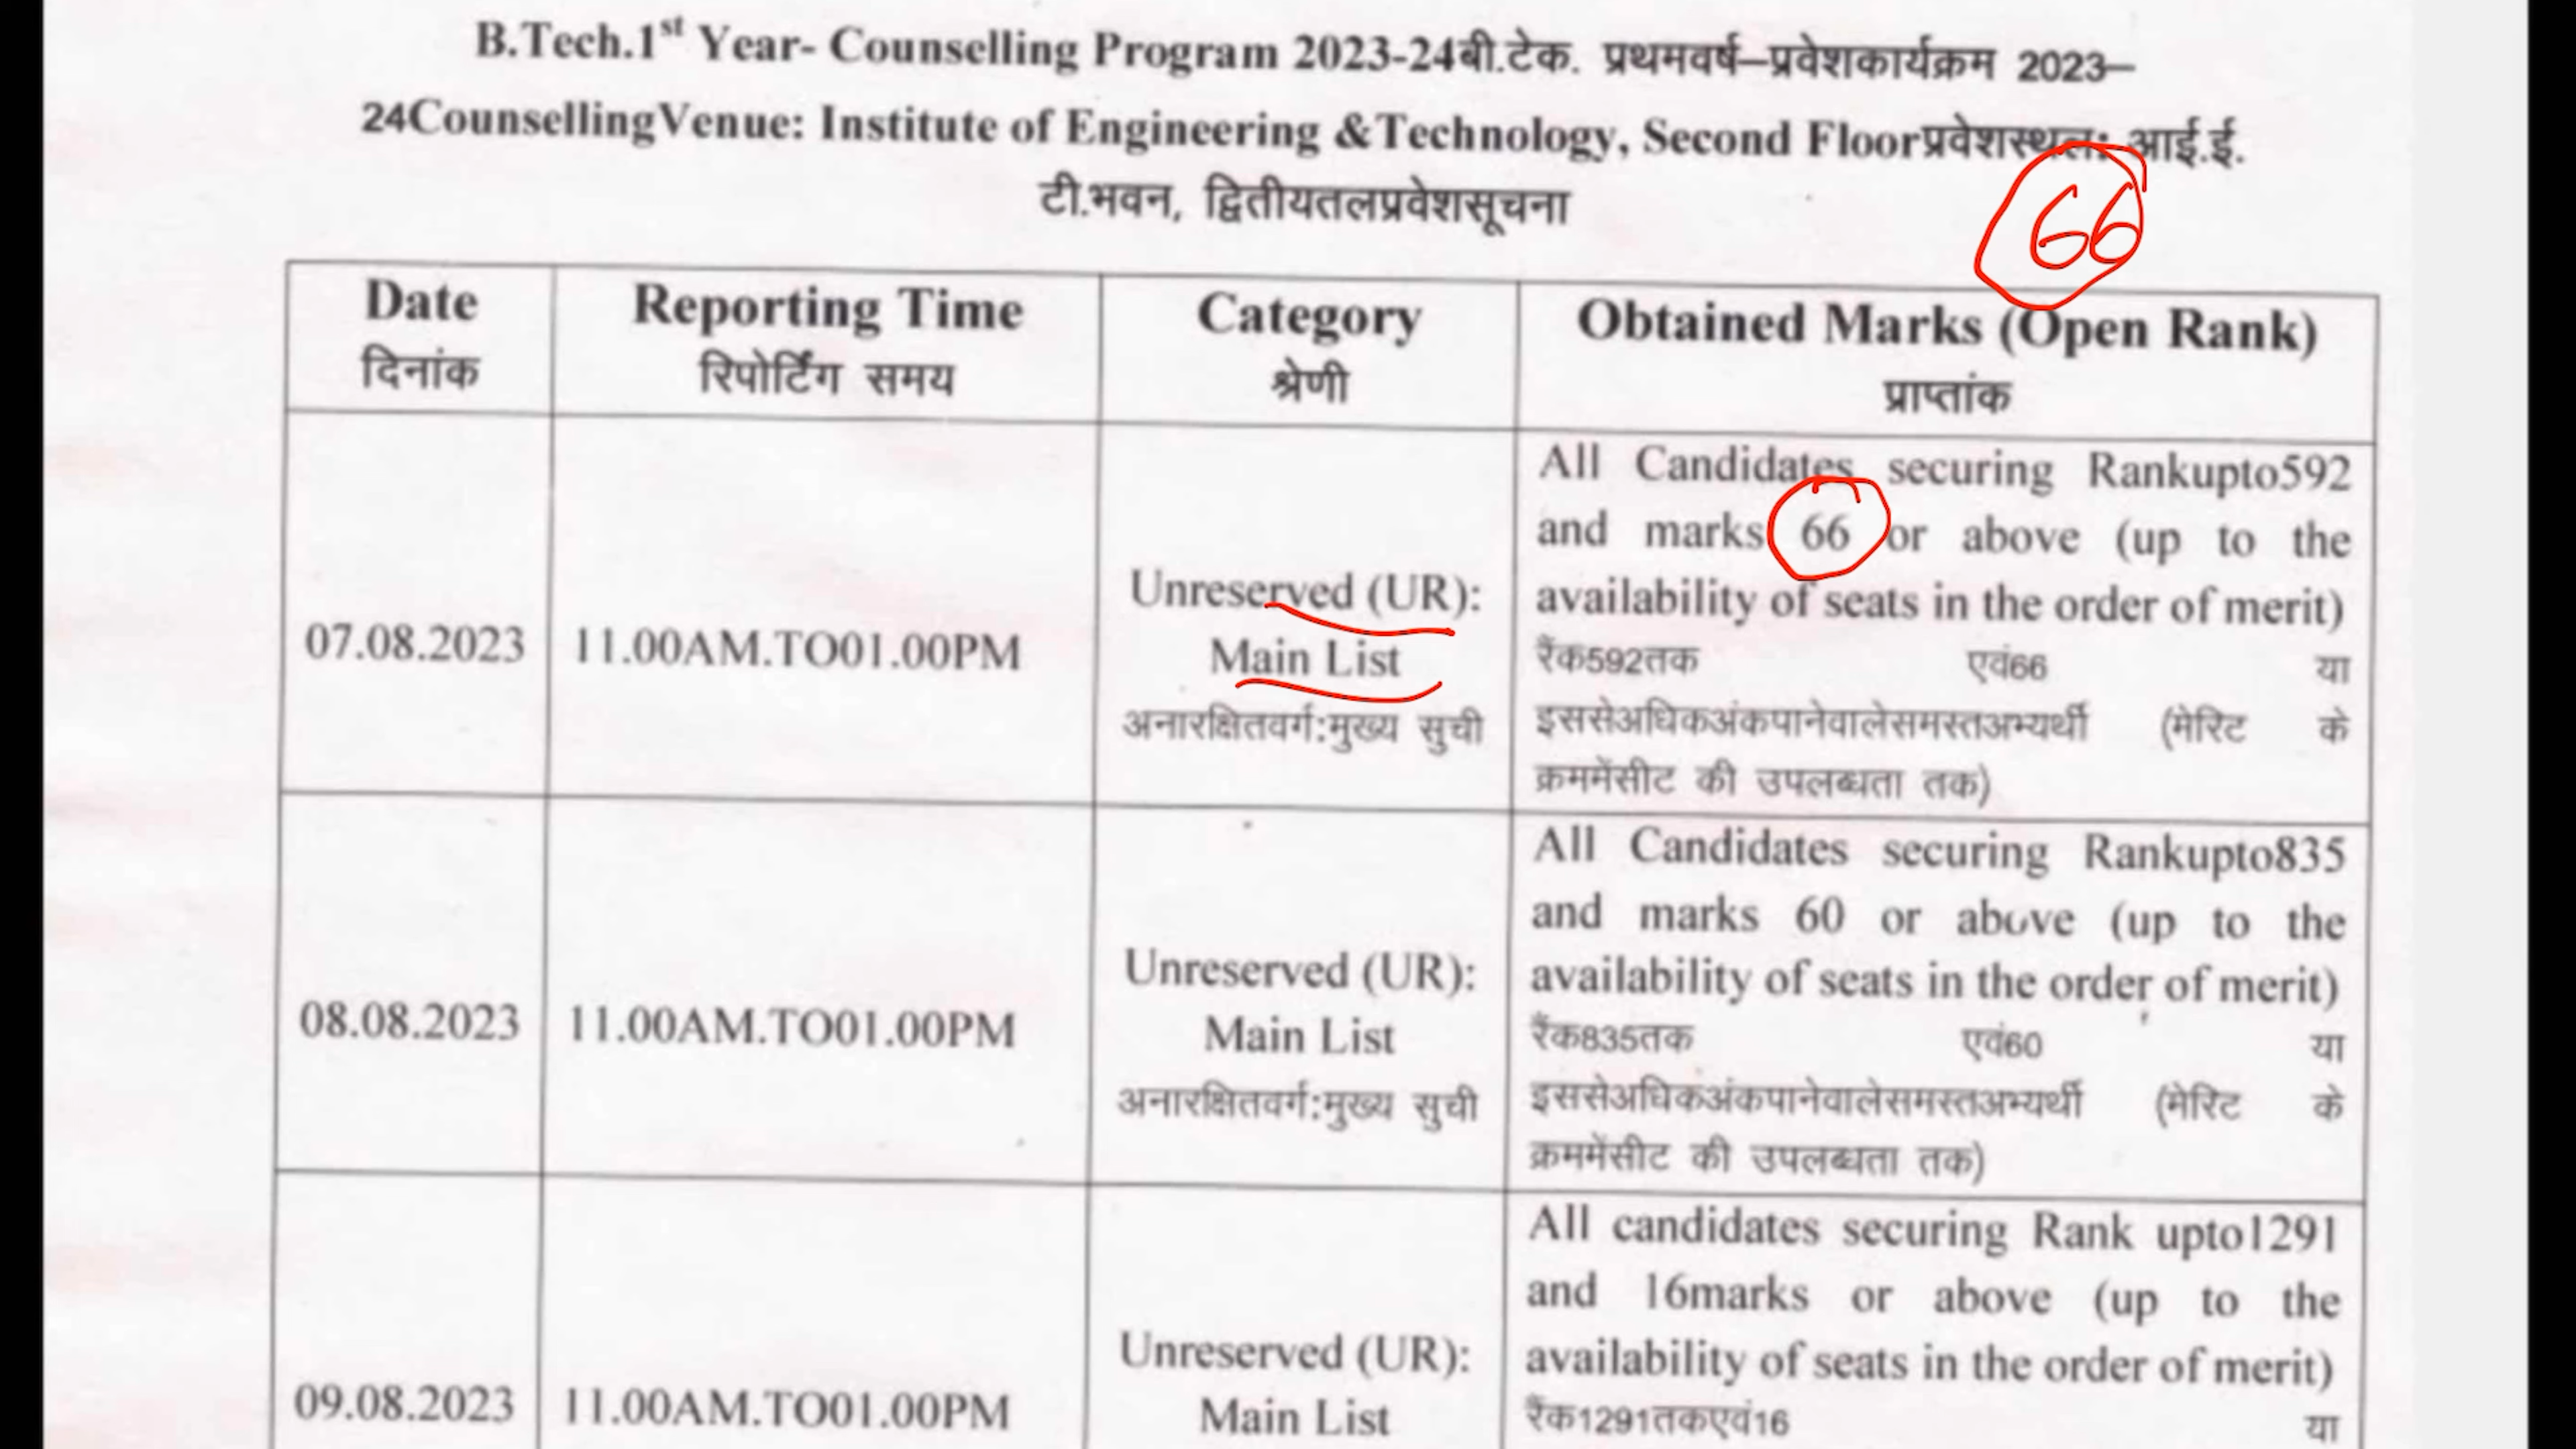 B.Tech.1st Year- Counselling Program 2023-24बी.टेक. प्रथमवर्ष–प्रवेशकार्यक्रम 2023–
24CounsellingVenue: Institute of Engineering &Technology, Second Floorप्रवेशस्थल: आई.ई.
टी.भवन, द्वितीयतलप्रवेशसूचना
66
Date
दिनांक
Reporting Time
रिपोर्टिंग समय
Category
श्रेणी
Obtained Marks (Open Rank)
प्राप्तांक
07.08.2023
11.00AM.TO01.00PM
Unreserved (UR):
Main List
अनारक्षितवर्ग:मुख्य सुची
All Candidates securing Rankupto592
and marks 66 or above (up to the
availability of seats in the order of merit)
रैंक592तक एवं66 या
इससेअधिकअंकपानेवालेसमस्तअभ्यर्थी (मेरिट के
क्रममेंसीट की उपलब्धता तक)
08.08.2023
11.00AM.TO01.00PM
Unreserved (UR):
Main List
अनारक्षितवर्ग:मुख्य सुची
All Candidates securing Rankupto835
and marks 60 or above (up to the
availability of seats in the order of merit)
रैंक835तक एवं60 या
इससेअधिकअंकपानेवालेसमस्तअभ्यर्थी (मेरिट के
क्रममेंसीट की उपलब्धता तक)
09.08.2023
11.00AM.TO01.00PM
Unreserved (UR):
Main List
All candidates securing Rank upto1291
and 16marks or above (up to the
availability of seats in the order of merit)
रैंक1291तकएवं16 या